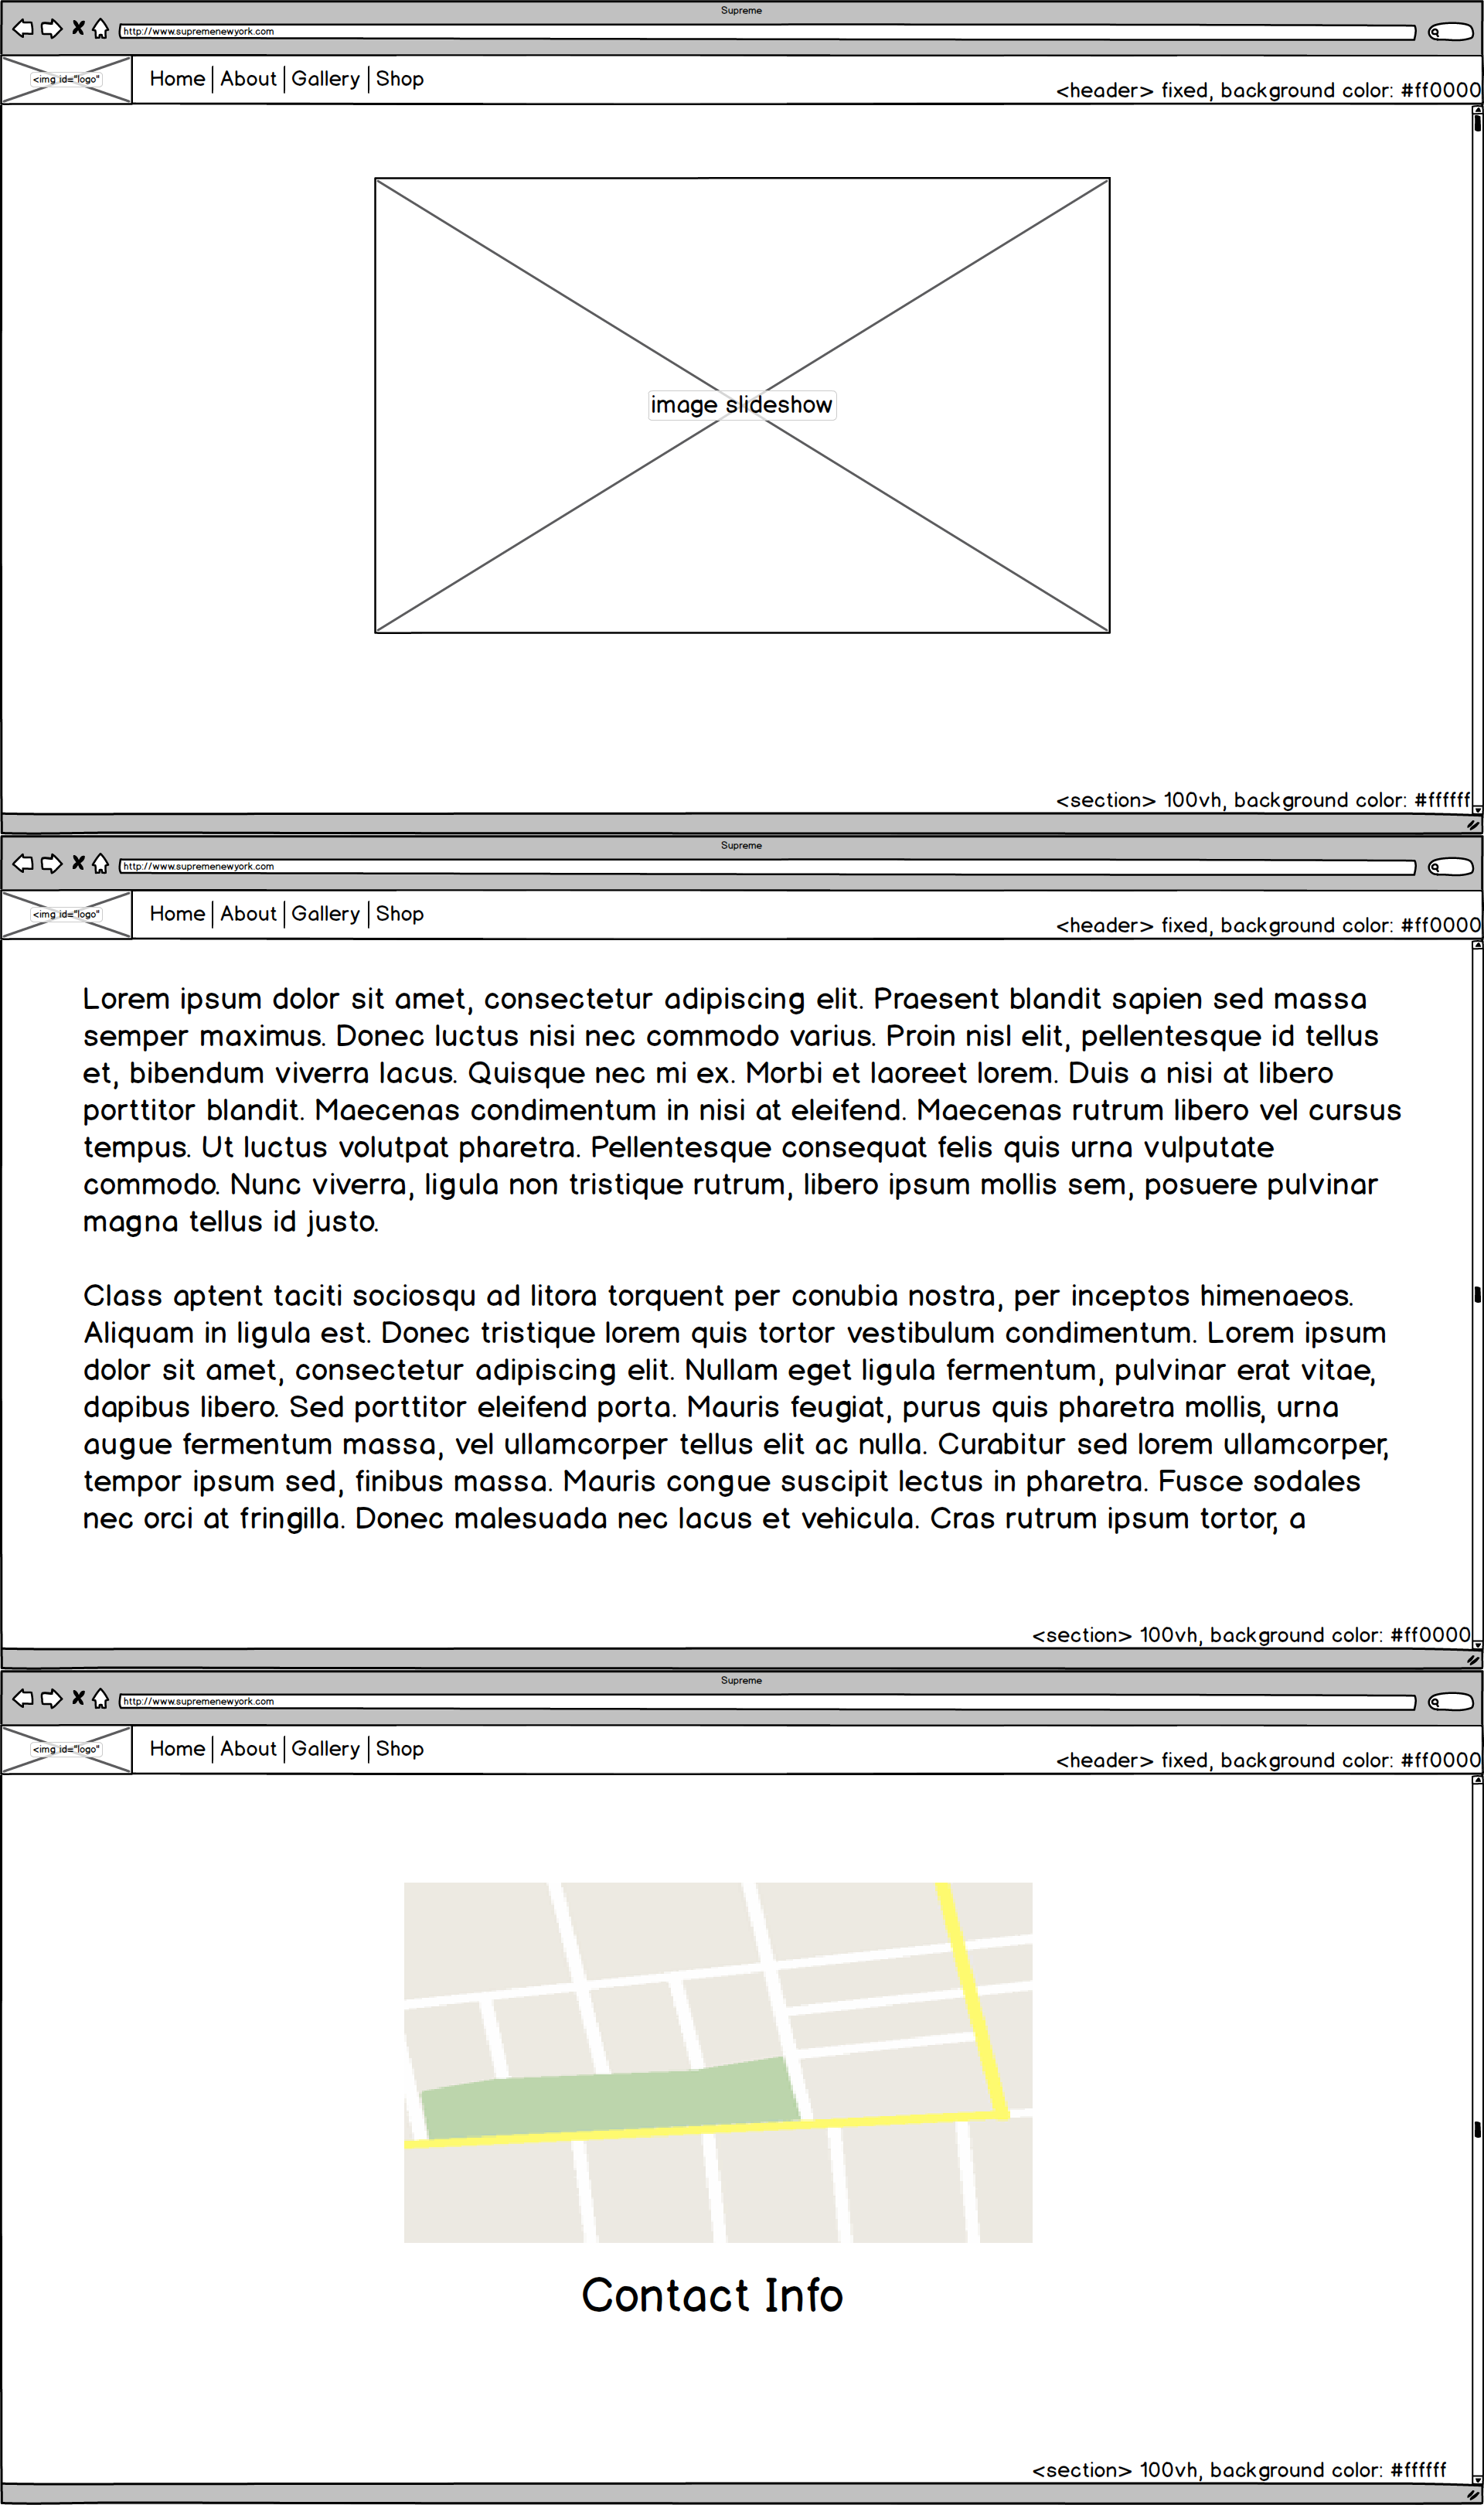 Supreme
http://www.supremenewyork.com
<img id="logo"
Home | About | Gallery | Shop
<header> fixed, background color: #ff0000
image slideshow
<section> 100vh, background color: #ffffff
Supreme
http://www.supremenewyork.com
<img id="logo"
Home | About | Gallery | Shop
<header> fixed, background color: #ff0000
Lorem ipsum dolor sit amet, consectetur adipiscing elit. Praesent blandit sapien sed massa
semper maximus. Donec luctus nisi nec commodo varius. Proin nisl elit, pellentesque id tellus
et, bibendum viverra lacus. Quisque nec mi ex. Morbi et laoreet lorem. Duis a nisi at libero
porttitor blandit. Maecenas condimentum in nisi at eleifend. Maecenas rutrum libero vel cursus
tempus. Ut luctus volutpat pharetra. Pellentesque consequat felis quis urna vulputate
commodo. Nunc viverra, ligula non tristique rutrum, libero ipsum mollis sem, posuere pulvinar
magna tellus id justo.
Class aptent taciti sociosqu ad litora torquent per conubia nostra, per inceptos himenaeos.
Aliquam in ligula est. Donec tristique lorem quis tortor vestibulum condimentum. Lorem ipsum
dolor sit amet, consectetur adipiscing elit. Nullam eget ligula fermentum, pulvinar erat vitae,
dapibus libero. Sed porttitor eleifend porta. Mauris feugiat, purus quis pharetra mollis, urna
augue fermentum massa, vel ullamcorper tellus elit ac nulla. Curabitur sed lorem ullamcorper,
tempor ipsum sed, finibus massa. Mauris congue suscipit lectus in pharetra. Fusce sodales
nec orci at fringilla. Donec malesuada nec lacus et vehicula. Cras rutrum ipsum tortor, a
<section> 100vh, background color: #ff0000
Supreme
http://www.supremenewyork.com
<img id="logo"
Home | About | Gallery | Shop
<header> fixed, background color: #ff0000
Contact Info
<section> 100vh, background color: #ffffff